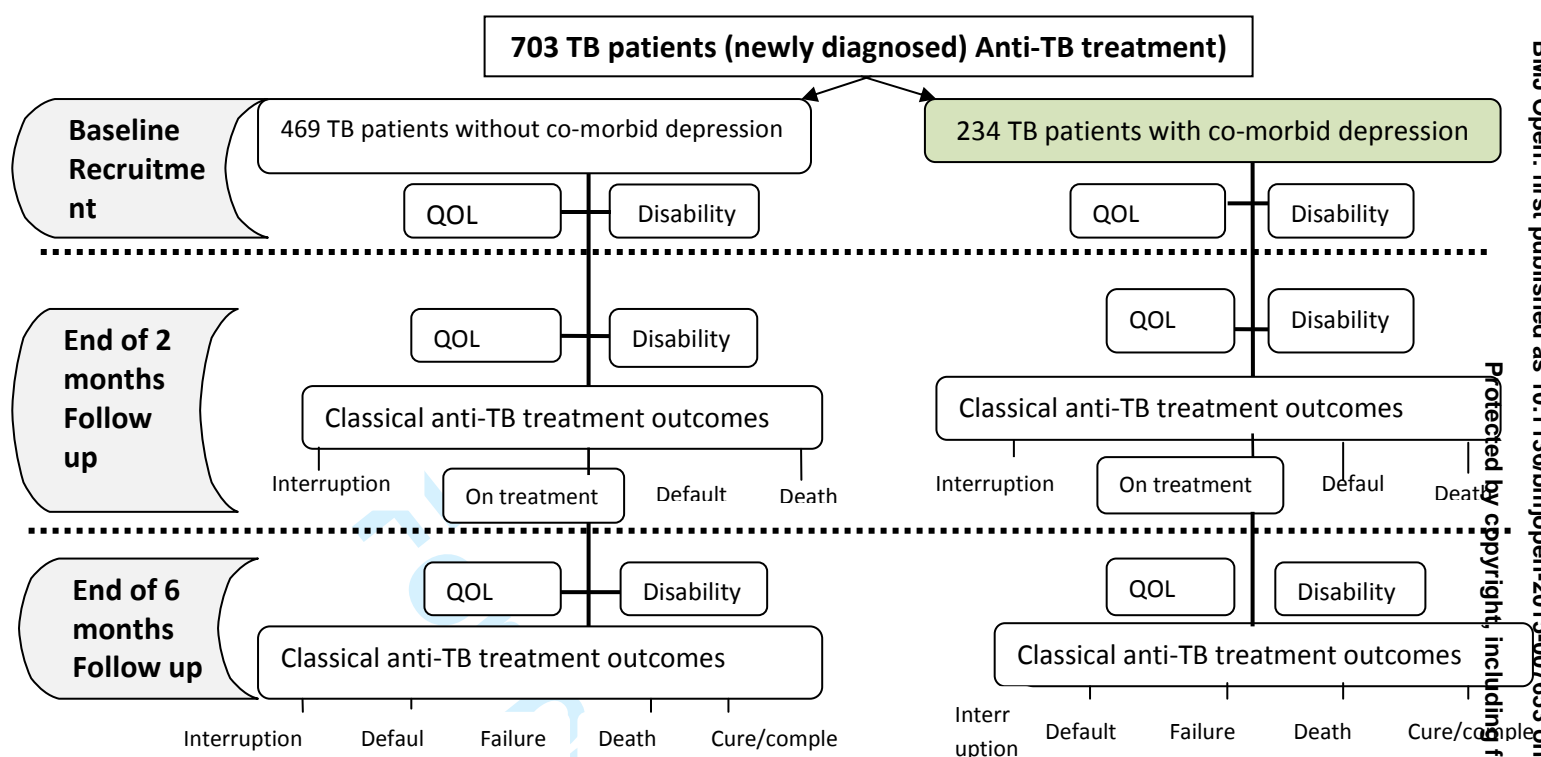 703 TB patients (newly diagnosed) Anti-TB treatment)
Baseline
Recruitme
nt
469 TB patients without co-morbid depression
234 TB patients with co-morbid depression
QOL
Disability
QOL
Disability
End of 2
months
Follow
up
QOL
Disability
QOL
Disability
Classical anti-TB treatment outcomes
Classical anti-TB treatment outcomes
Interruption
On treatment
Default
Death
Interruption
On treatment
Defaul
Death
End of 6
months
Follow up
QOL
Disability
QOL
Disability
Classical anti-TB treatment outcomes
Classical anti-TB treatment outcomes
Interruption
Defaul
Failure
Death
Cure/comple
Interr
uption
Default
Failure
Death
Cure/comple
Protected by copyright, including f
BMJ Open: first published as